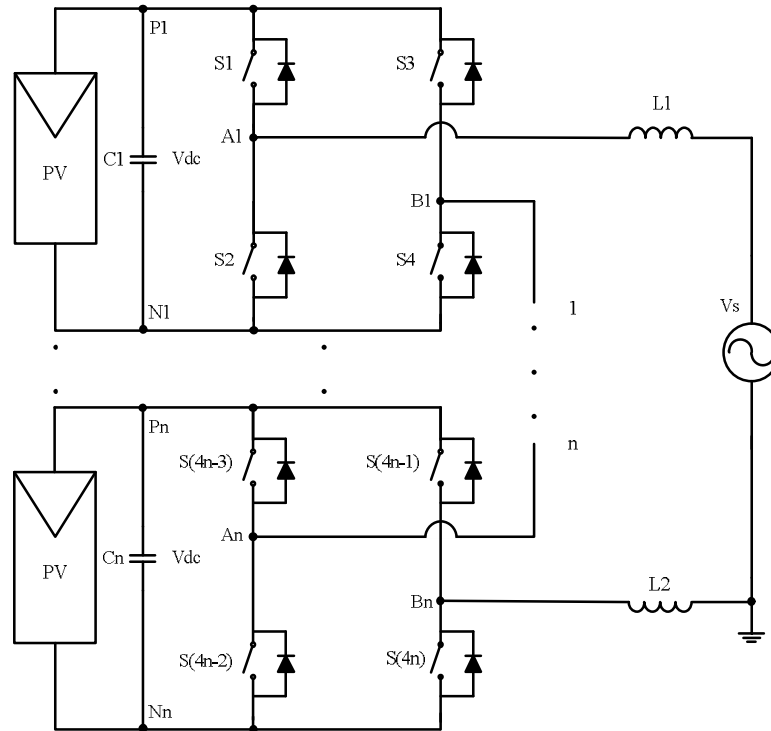 P1
S1
S3
L1
A1
PV
C1
Vdc
B1
S2
S4
N1
1
Vs
Pn
n
S(4n-3)
S(4n-1)
An
PV
Cn
Vdc
L2
Bn
S(4n-2)
S(4n)
Nn